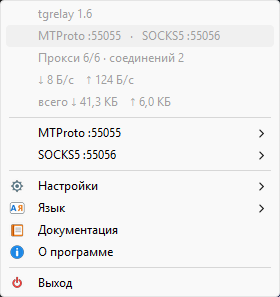 tgrelay 1.6
MTProto :55055 · SOCKS5 :55056
Прокси 6/6 · соединений 2
↓ 8 Б/с ↑ 124 Б/с
всего ↓ 41,3 КБ ↑ 6,0 КБ
MTProto :55055
SOCKS5 :55056
Настройки
АЯ Язык
Документация
О программе
Выход